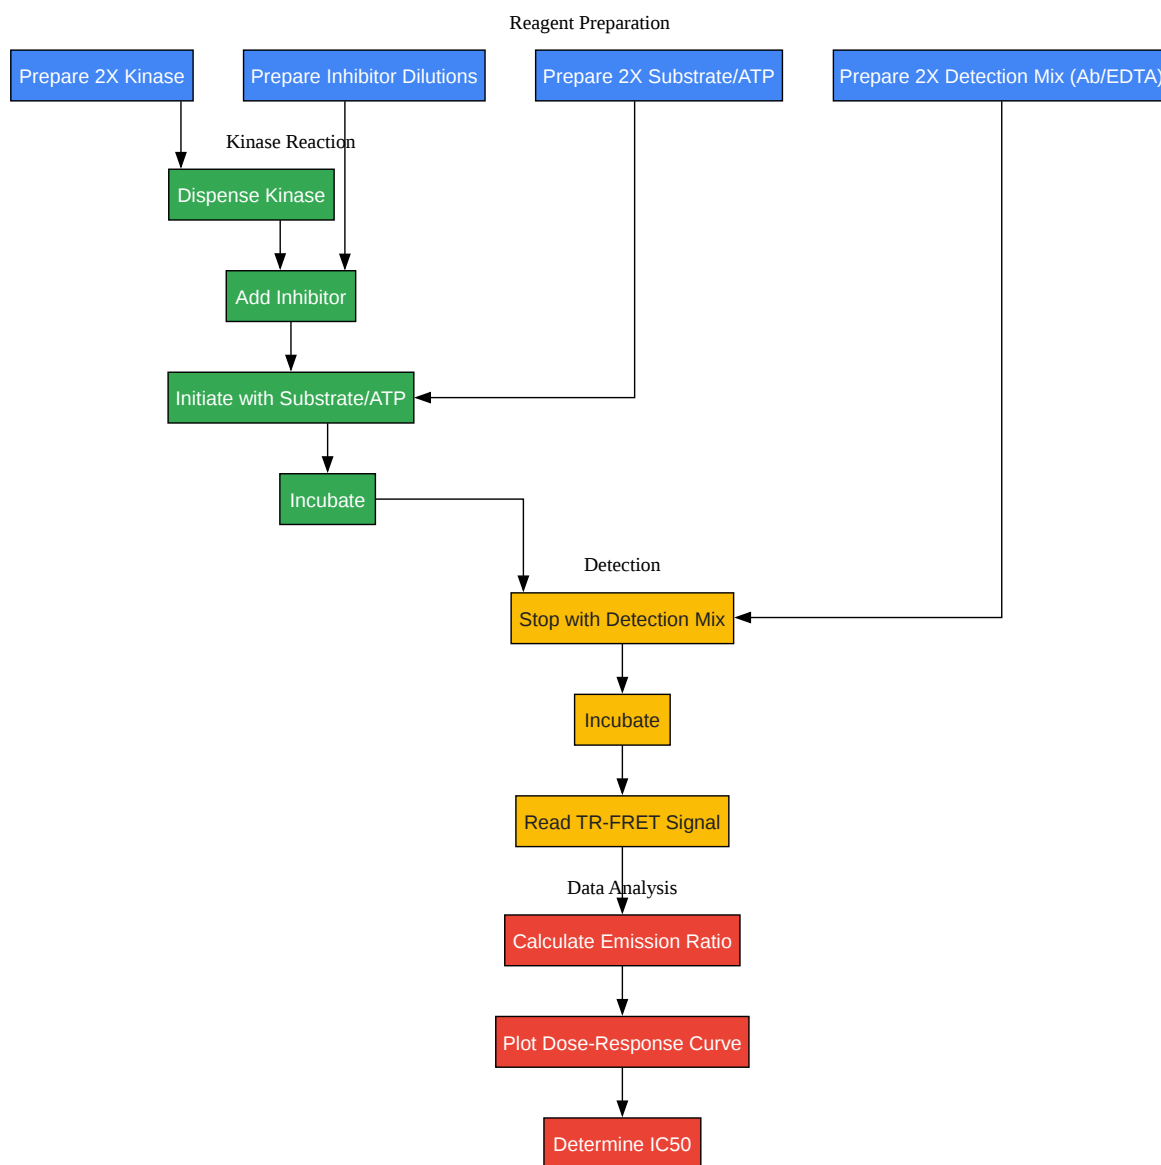 Reagent Preparation
Prepare 2X Kinase
Prepare Inhibitor Dilutions
Prepare 2X Substrate/ATP
Prepare 2X Detection Mix (Ab/EDTA)
Kinase Reaction
Dispense Kinase
Add Inhibitor
Initiate with Substrate/ATP
Incubate
Detection
Stop with Detection Mix
Incubate
Read TR-FRET Signal
Data Analysis
Calculate Emission Ratio
Plot Dose-Response Curve
Determine IC50